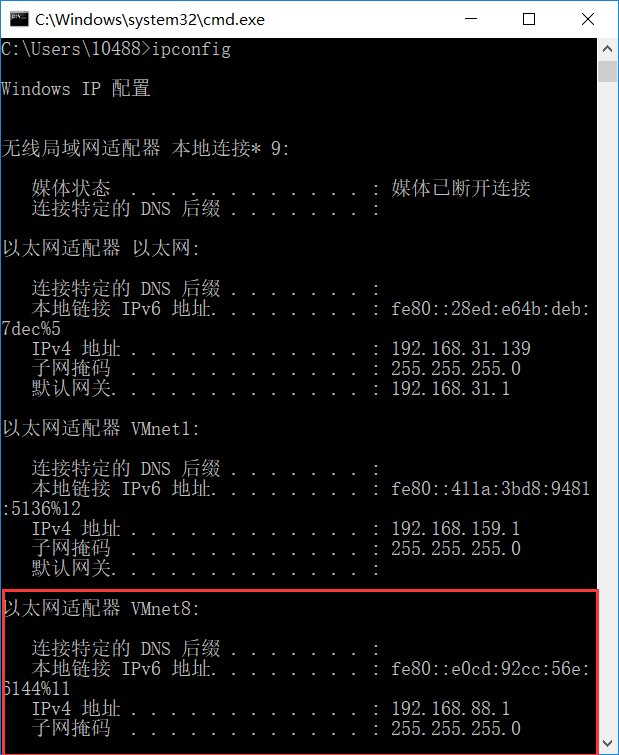 C:\Windows\system32\cmd.exe
C:\Users\10488>ipconfig
Windows IP 配置
无线局域网适配器 本地连接* 9:
媒体状态 . . . . . . . . . . . . : 媒体已断开连接
连接特定的 DNS 后缀 . . . . . . . :
以太网适配器 以太网:
连接特定的 DNS 后缀 . . . . . . . :
本地链接 IPv6 地址. . . . . . . . : fe80::28ed:e64b:deb:
7dec%5
IPv4 地址 . . . . . . . . . . . . : 192.168.31.139
子网掩码 . . . . . . . . . . . . : 255.255.255.0
默认网关. . . . . . . . . . . . . : 192.168.31.1
以太网适配器 VMnet1:
连接特定的 DNS 后缀 . . . . . . . :
本地链接 IPv6 地址. . . . . . . . : fe80::411a:3bd8:9481
:5136%12
IPv4 地址 . . . . . . . . . . . . : 192.168.159.1
子网掩码 . . . . . . . . . . . . : 255.255.255.0
默认网关. . . . . . . . . . . . . :
以太网适配器 VMnet8:
连接特定的 DNS 后缀 . . . . . . . :
本地链接 IPv6 地址. . . . . . . . : fe80::e0cd:92cc:56e:
6144%11
IPv4 地址 . . . . . . . . . . . . : 192.168.88.1
子网掩码 . . . . . . . . . . . . : 255.255.255.0